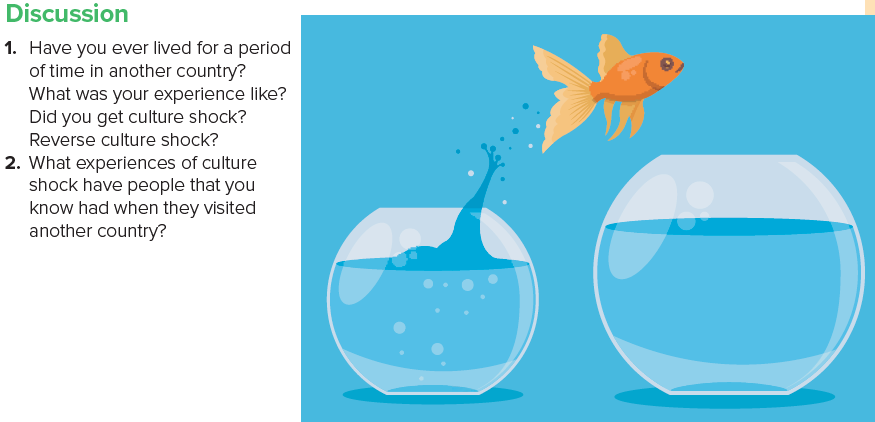 Discussion
1. Have you ever lived for a period
of time in another country?
What was your experience like?
Did you get culture shock?
Reverse culture shock?
2. What experiences of culture
shock have people that you
know had when they visited
another country?